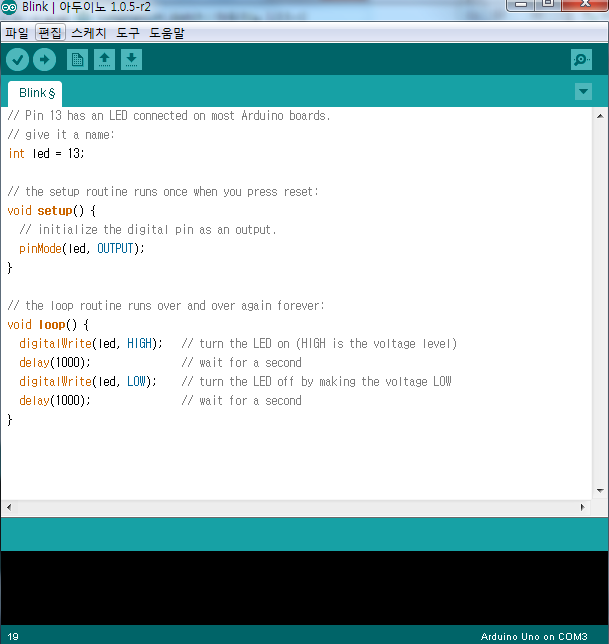 Blink | 아두이노 1.0.5-r2
파일 편집 스케치 도구 도움말
Blink §
// Pin 13 has an LED connected on most Arduino boards.
// give it a name:
int led = 13;
// the setup routine runs once when you press reset:
void setup() {
// initialize the digital pin as an output.
pinMode(led, OUTPUT);
}
// the loop routine runs over and over again forever:
void loop() {
digitalWrite(led, HIGH); // turn the LED on (HIGH is the voltage level)
delay(1000); // wait for a second
digitalWrite(led, LOW); // turn the LED off by making the voltage LOW
delay(1000); // wait for a second
}
19 Arduino Uno on COM3